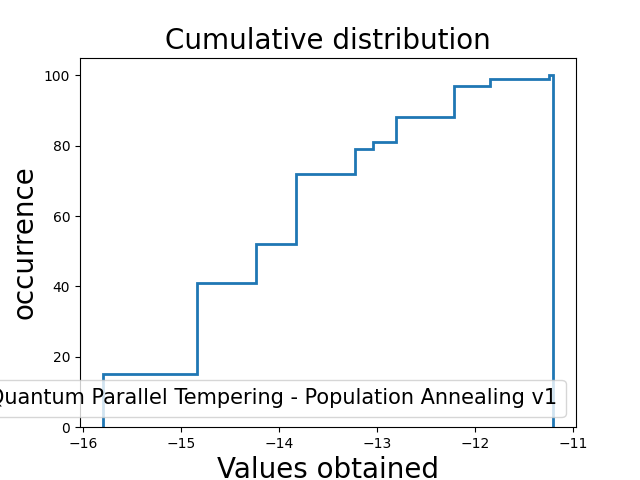 Cumulative distribution
100
80
60
40
20
0
occurrence
Quantum Parallel Tempering - Population Annealing v1
−16 −15 −14 −13 −12 −11
Values obtained